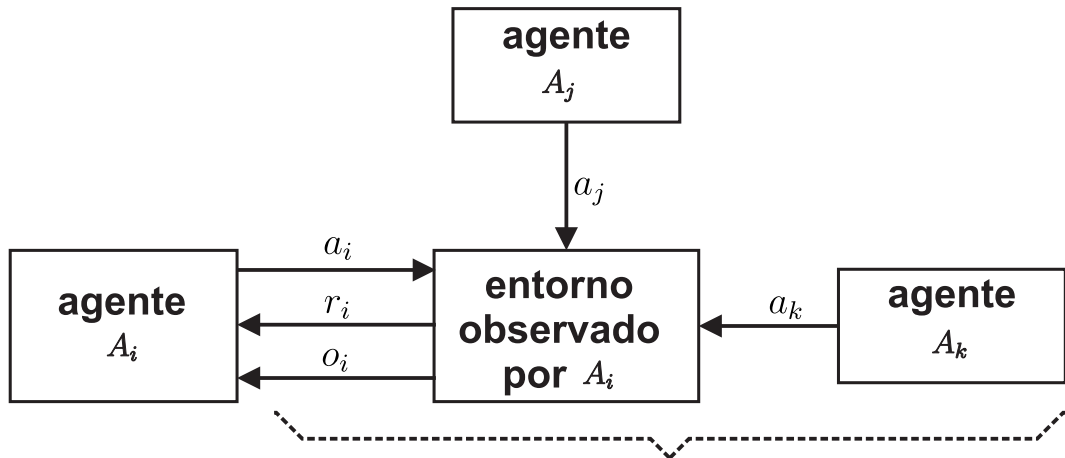 agente
A_j
a_j
agente
A_i
a_i
r_i
o_i
entorno
observado
por A_i
a_k
agente
A_k